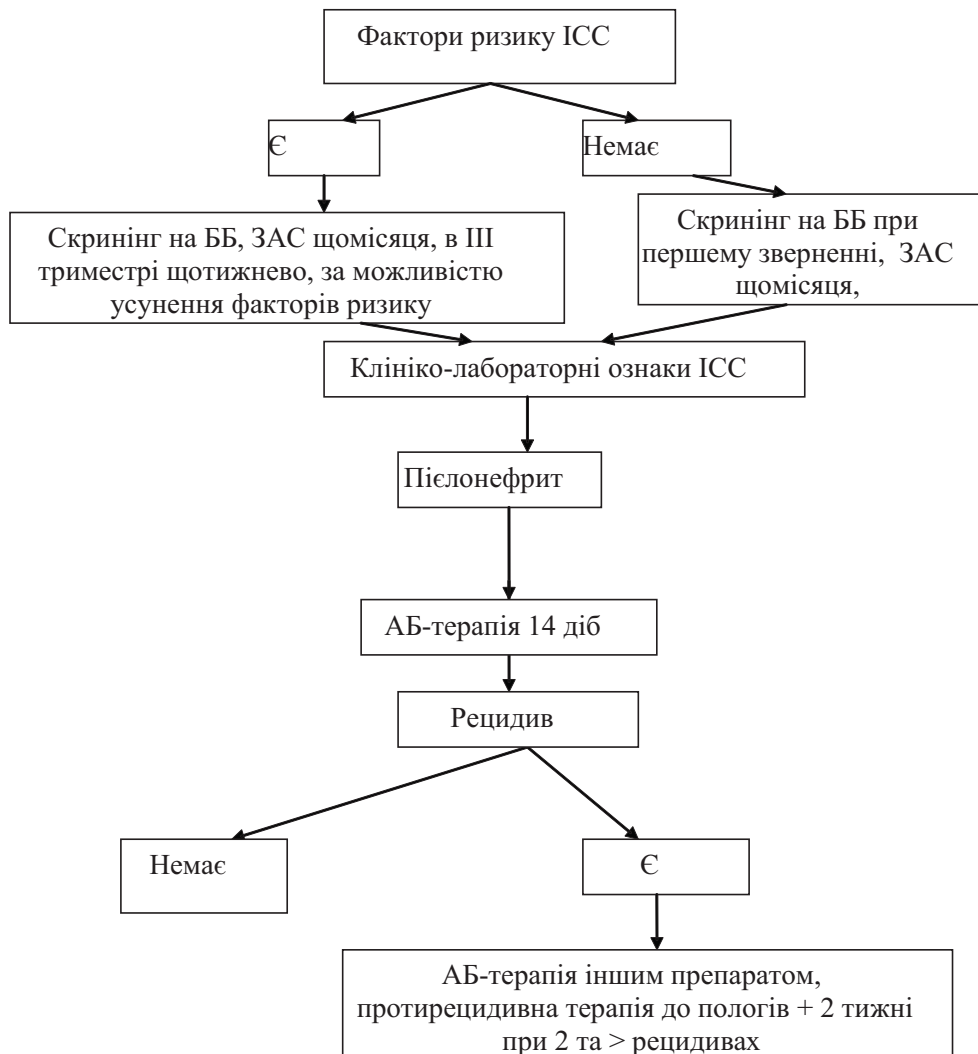 Фактори ризику ІСС
Є
Немає
Скринінг на ББ, ЗАС щомісяця, в ІІІ
триместрі щотижнево, за можливістю
усунення факторів ризику
Скринінг на ББ при
першему зверненні, ЗАС
щомісяця,
Клініко-лабораторні ознаки ІСС
Пієлонефрит
АБ-терапія 14 діб
Рецидив
Немає
Є
АБ-терапія іншим препаратом,
протирецидивна терапія до пологів + 2 тижні
при 2 та > рецидивах